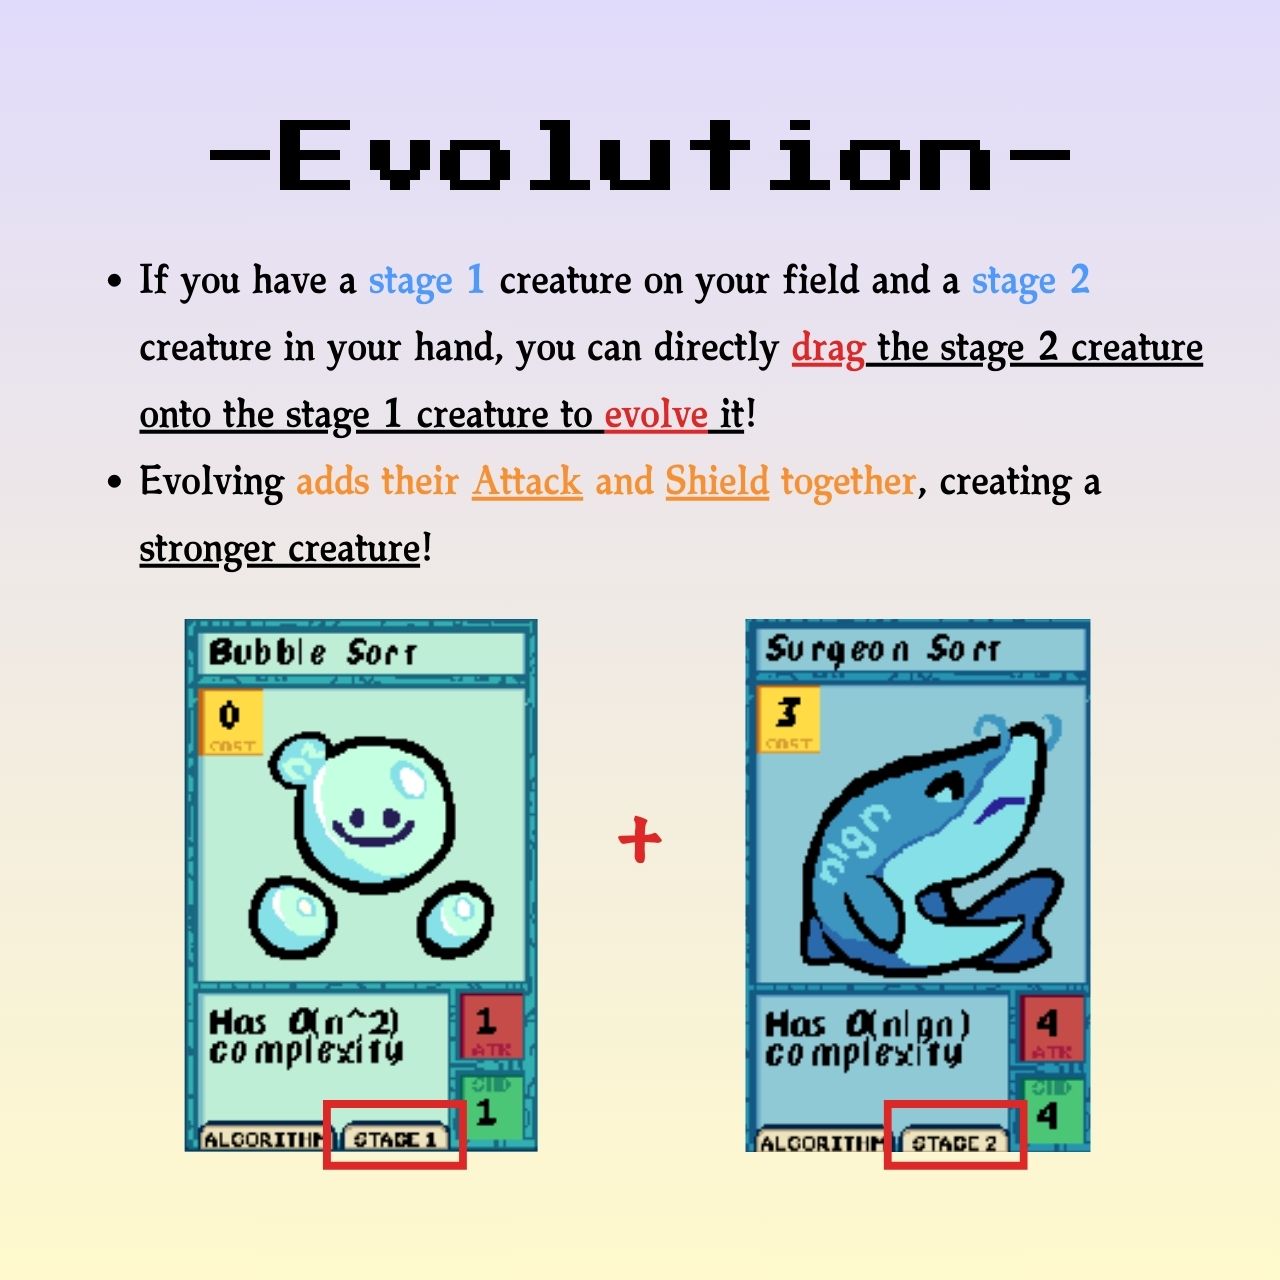 -Evolution-
• If you have a stage 1 creature on your field and a stage 2
creature in your hand, you can directly drag the stage 2 creature
onto the stage 1 creature to evolve it!
• Evolving adds their Attack and Shield together, creating a
stronger creature!
Bubble Sort
0
COST
n2
Has O(n^2)
complexity
1
ATK
SHD
1
ALGORITHM
STAGE 1
+
Surgeon Sort
3
COST
nlgn
Has O(nlgn)
complexity
4
ATK
SHD
4
ALGORITHM
STAGE 2